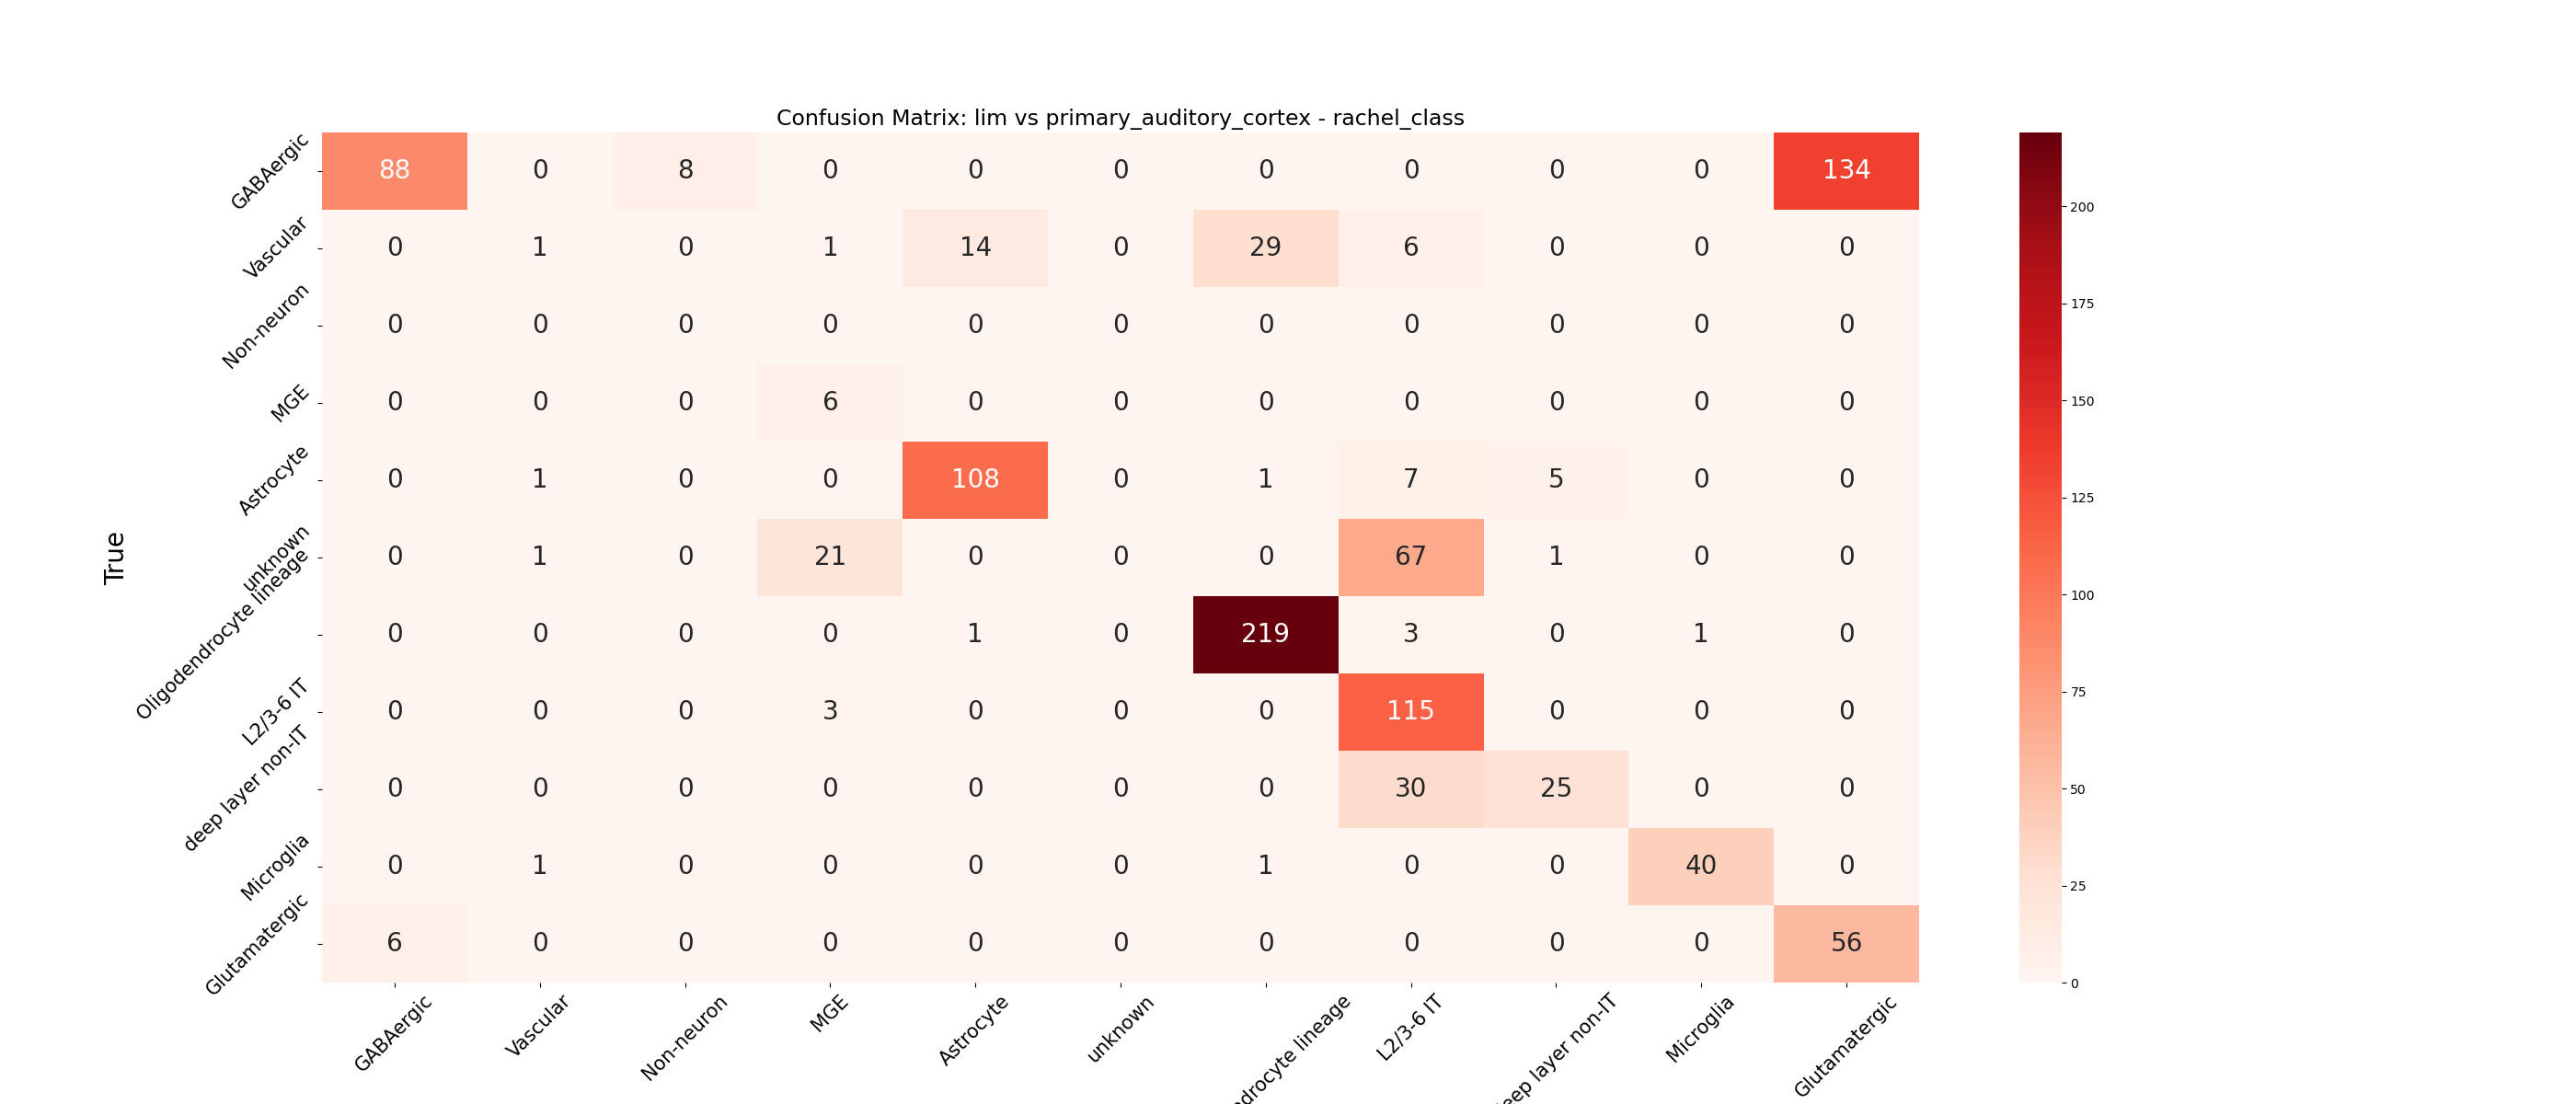 Confusion Matrix: lim vs primary_auditory_cortex - rachel_class
GABAergic 88 0 8 0 0 0 0 0 0 0 134
Vascular 0 1 0 1 14 0 29 6 0 0 0
Non-neuron 0 0 0 0 0 0 0 0 0 0 0
MGE 0 0 0 6 0 0 0 0 0 0 0
Astrocyte 0 1 0 0 108 0 1 7 5 0 0
unknown 0 1 0 21 0 0 0 67 1 0 0
Oligodendrocyte lineage 0 0 0 0 1 0 219 3 0 1 0
L2/3-6 IT 0 0 0 3 0 0 0 115 0 0 0
deep layer non-IT 0 0 0 0 0 0 0 30 25 0 0
Microglia 0 1 0 0 0 0 1 0 0 40 0
Glutamatergic 6 0 0 0 0 0 0 0 0 0 56
True
GABAergic
Vascular
Non-neuron
MGE
Astrocyte
unknown
ndrocyte lineage
L2/3-6 IT
eep layer non-IT
Microglia
Glutamatergic
200
175
150
125
100
75
50
25
0